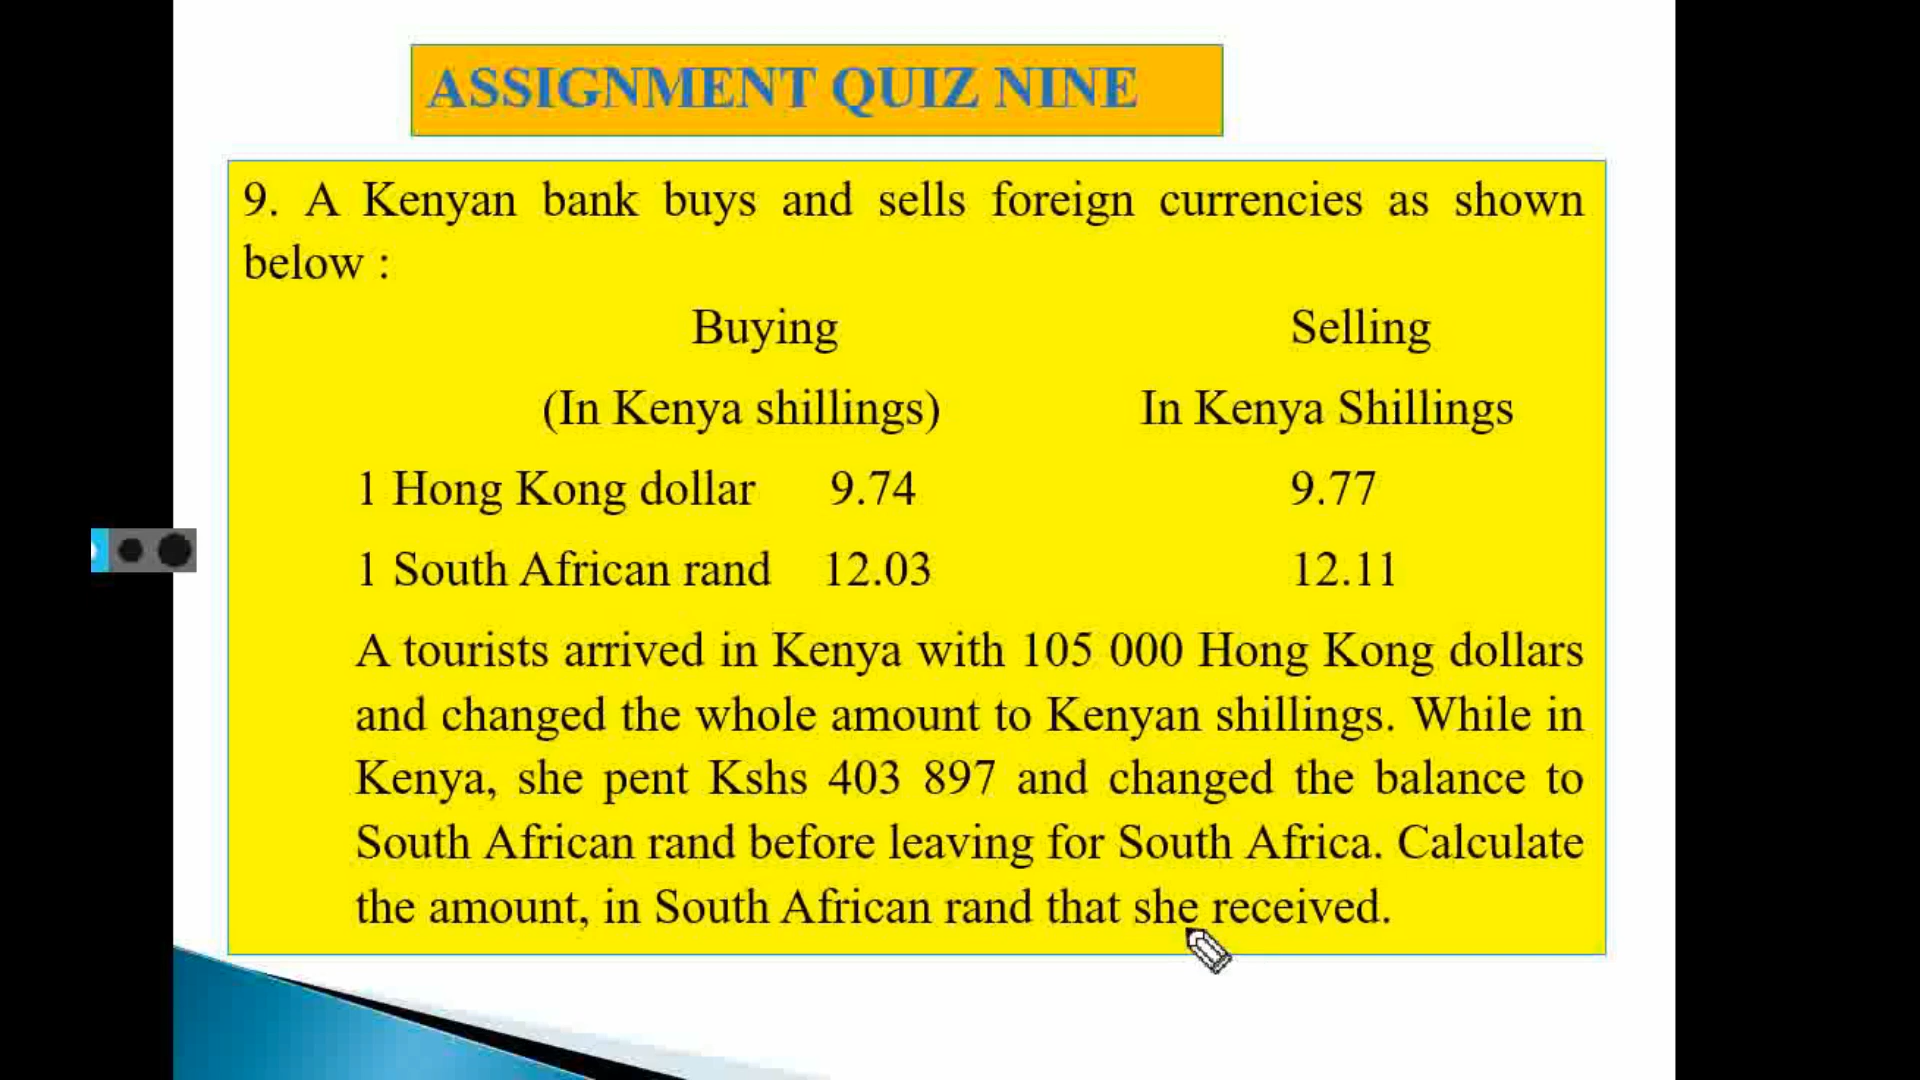 ASSIGNMENT QUIZ NINE
9. A Kenyan bank buys and sells foreign currencies as shown
below :
Buying Selling
(In Kenya shillings) In Kenya Shillings
1 Hong Kong dollar 9.74 9.77
1 South African rand 12.03 12.11
A tourists arrived in Kenya with 105 000 Hong Kong dollars
and changed the whole amount to Kenyan shillings. While in
Kenya, she pent Kshs 403 897 and changed the balance to
South African rand before leaving for South Africa. Calculate
the amount, in South African rand that she received.